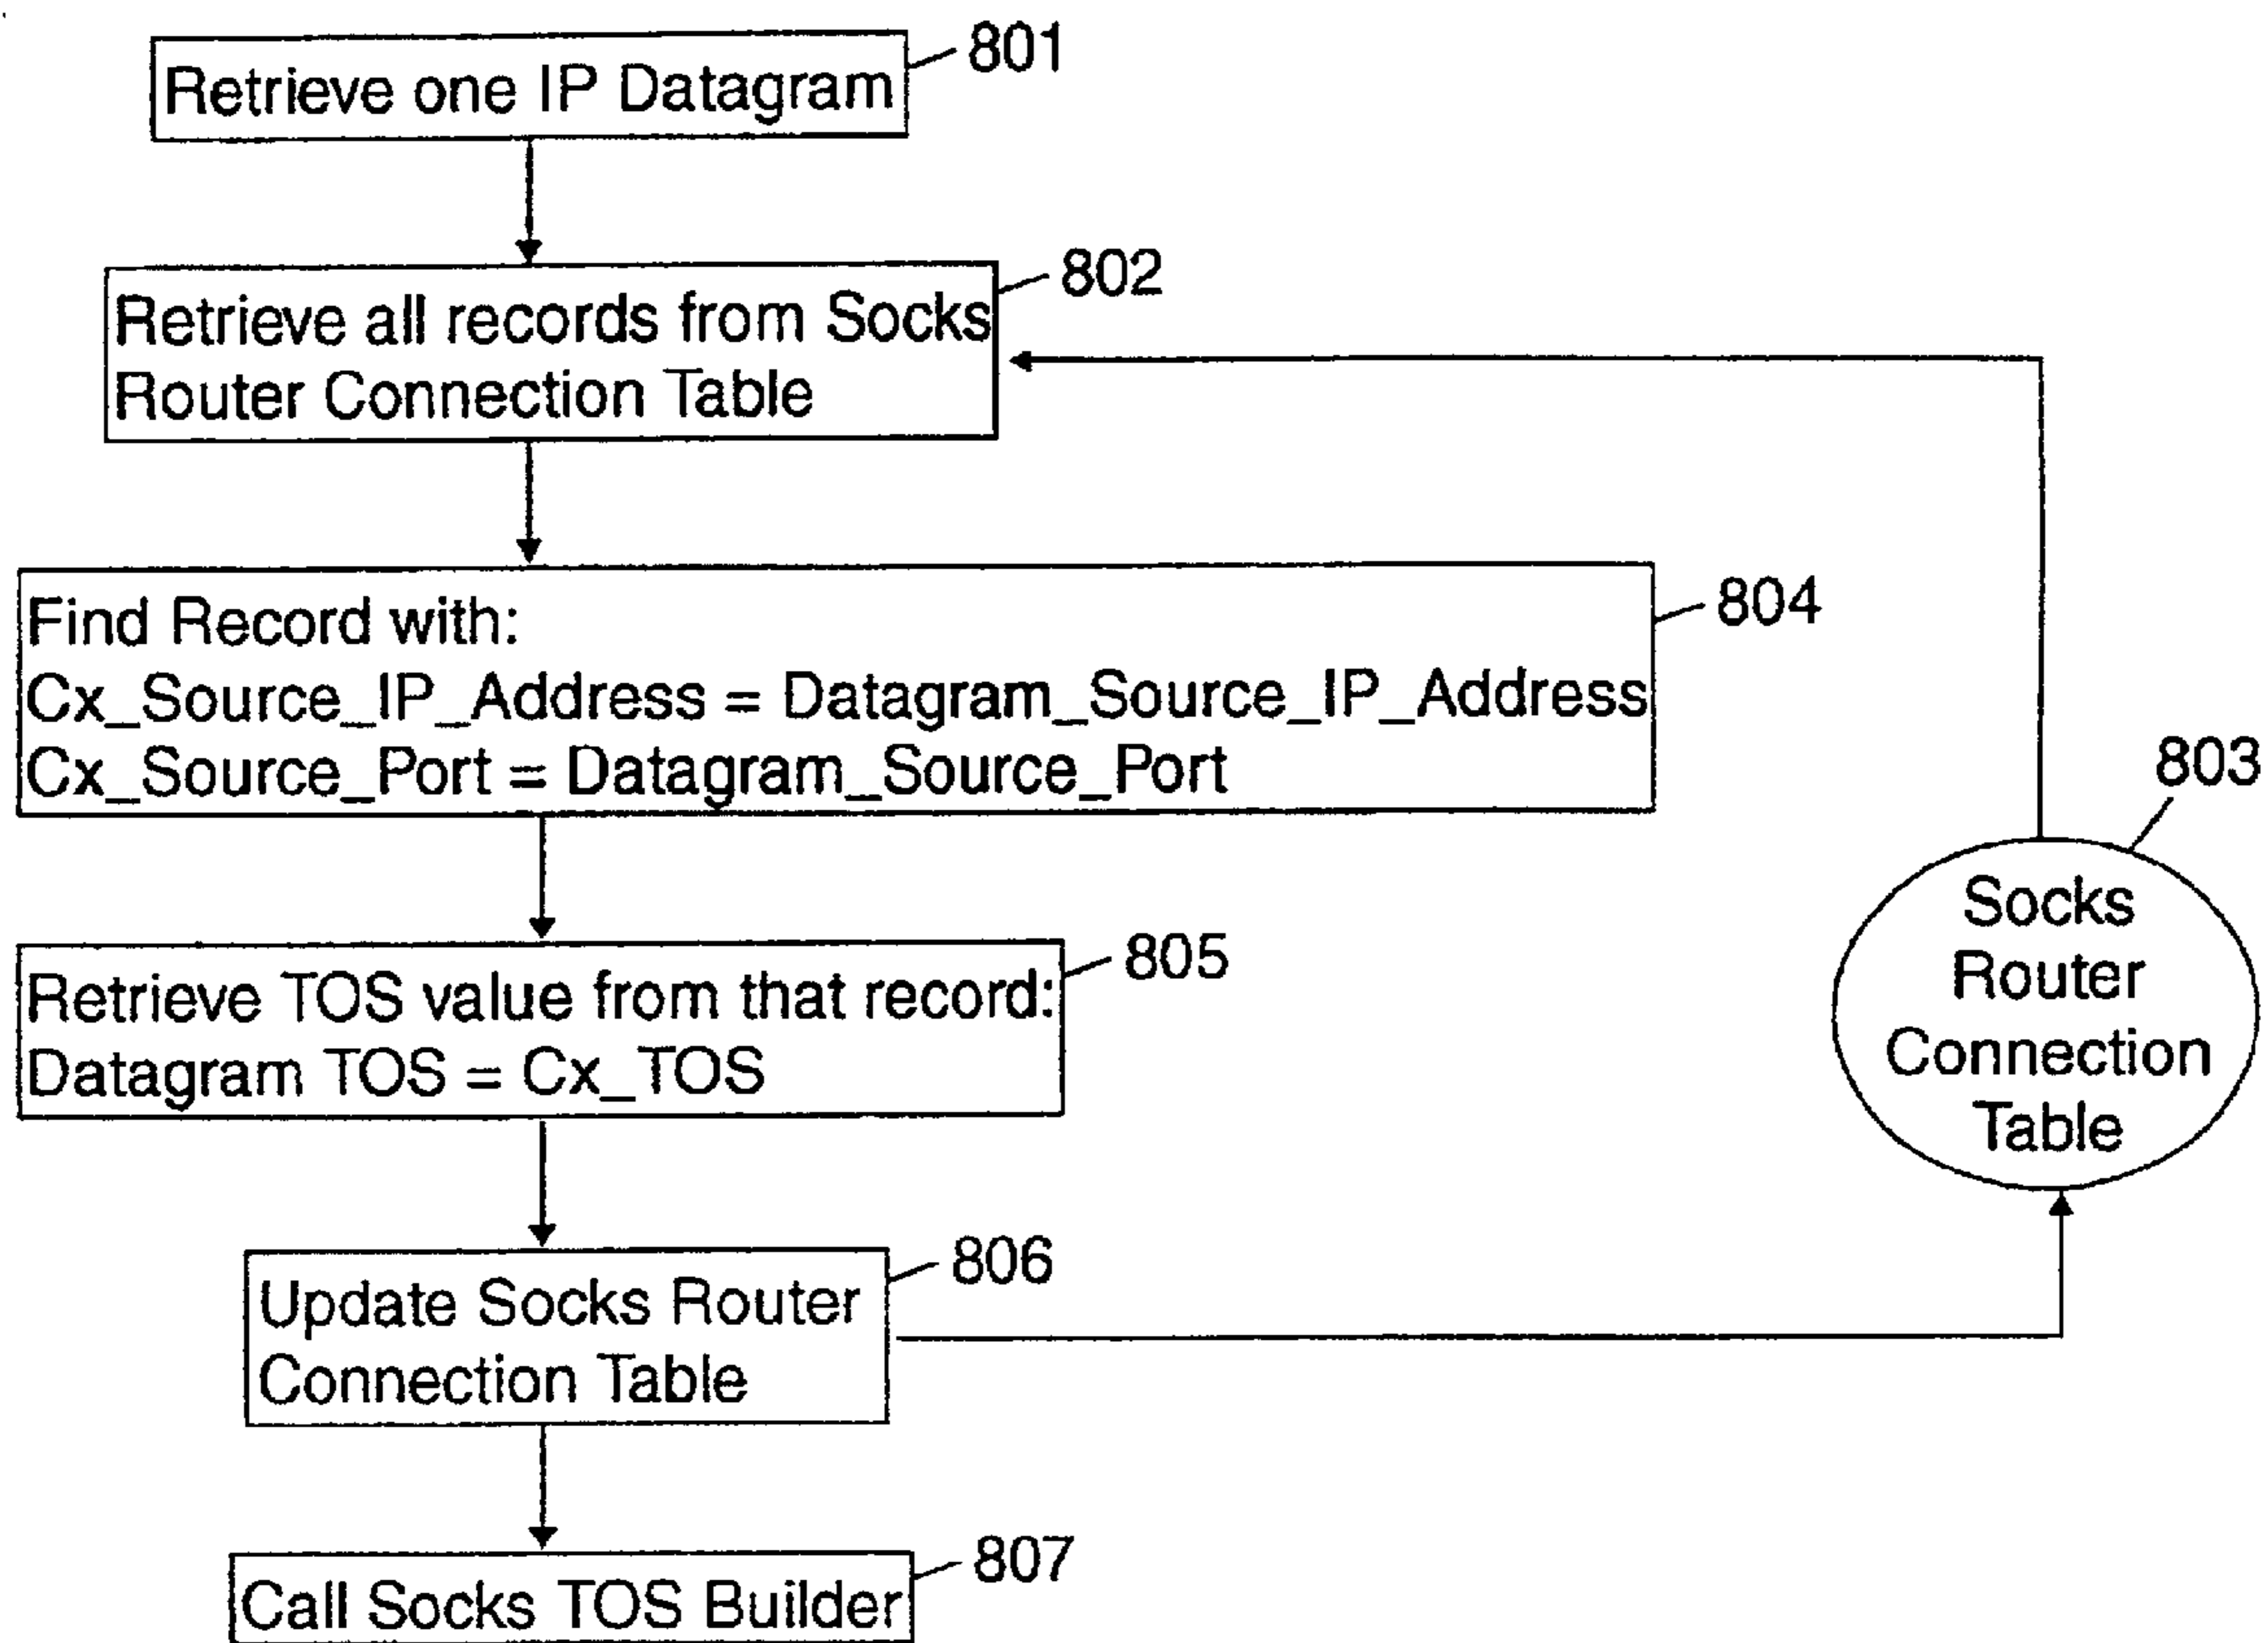 801
Retrieve one IP Datagram
802
Retrieve all records from Socks
Router Connection Table
804
Find Record with:
Cx_Source_IP_Address = Datagram_Source_IP_Address
Cx_Source_Port = Datagram_Source_Port
803
Socks
Router
Connection
Table
805
Retrieve TOS value from that record:
Datagram TOS = Cx_TOS
806
Update Socks Router
Connection Table
807
Call Socks TOS Builder